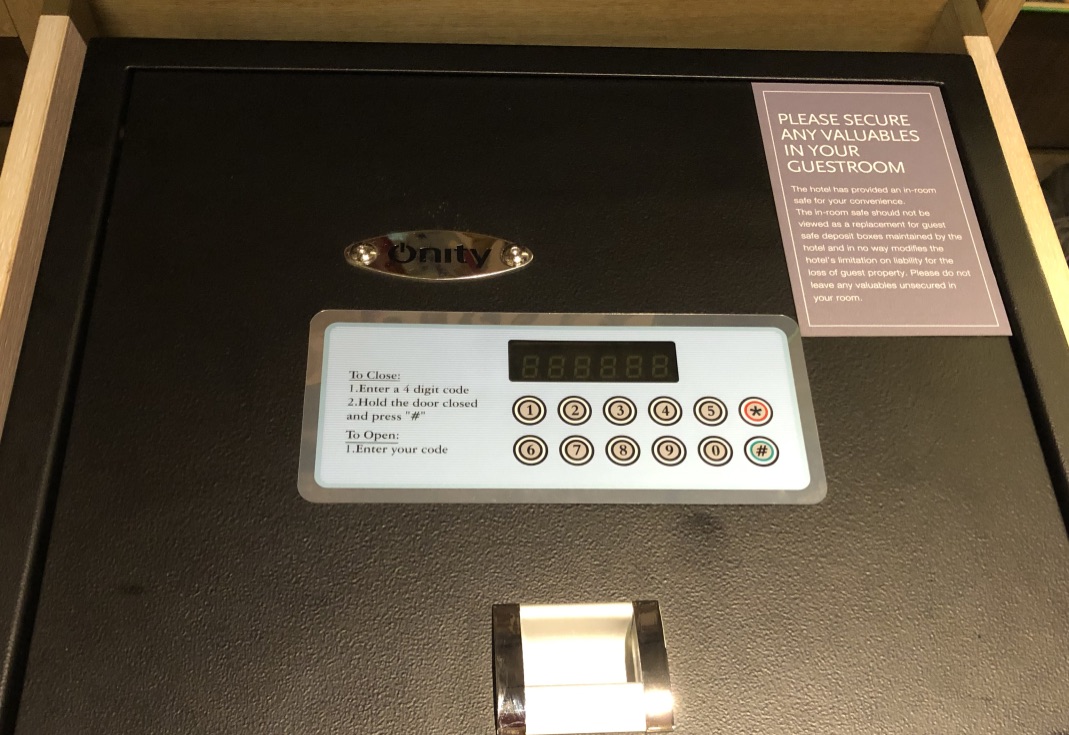 PLEASE SECURE
ANY VALUABLES
IN YOUR
GUESTROOM
The hotel has provided an in-room
safe for your convenience.
The in-room safe should not be
viewed as a replacement for guest
safe deposit boxes maintained by the
hotel and in no way modifies the
hotel's limitation on liability for the
loss of guest property. Please do not
leave any valuables unsecured in
your room.
Onity
To Close:
1.Enter a 4 digit code
2.Hold the door closed
and press "#"
To Open:
1.Enter your code
1 2 3 4 5 *
6 7 8 9 0 #